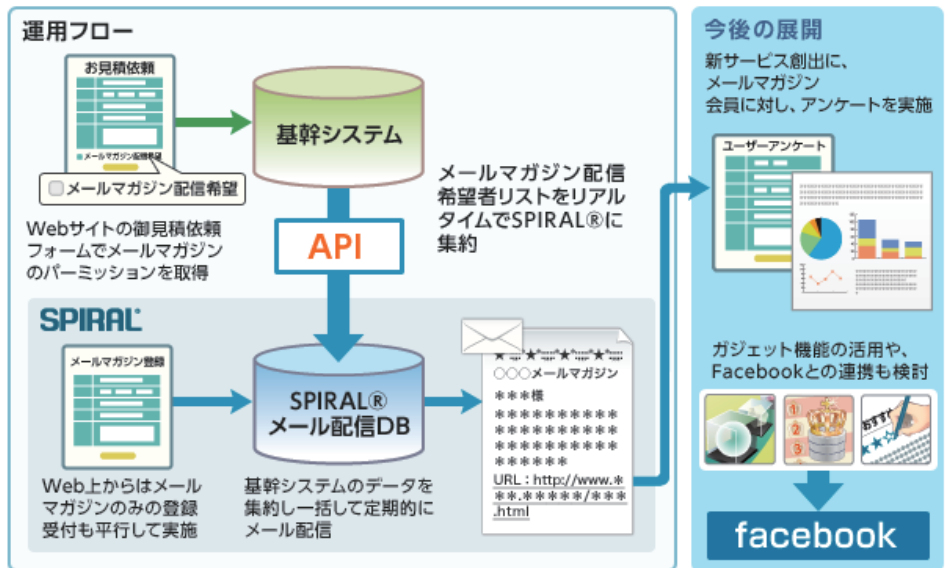 運用フロー
お見積依頼
メールマガジン配信希望
メールマガジン配信希望
基幹システム
Webサイトの御見積依頼
フォームでメールマガジン
のパーミッションを取得
API
メールマガジン配信
希望者リストをリアル
タイムでSPIRAL®に
集約
SPIRAL®
メールマガジン登録
SPIRAL®
メール配信DB
Web上からはメール
マガジンのみの登録
受付も平行して実施
基幹システムのデータを
集約し一括して定期的に
メール配信
○○○メールマガジン
＊＊＊様
＊＊＊＊＊＊＊＊＊＊
＊＊＊＊＊＊＊＊＊＊
＊＊＊＊＊＊＊＊＊＊
＊＊＊＊＊＊
URL：http://www.＊
＊＊.＊＊＊＊＊/＊＊＊
.html
今後の展開
新サービス創出に、
メールマガジン
会員に対し、アンケートを実施
ユーザーアンケート
ガジェット機能の活用や、
Facebookとの連携も検討
1
2
3
おすすめ
facebook